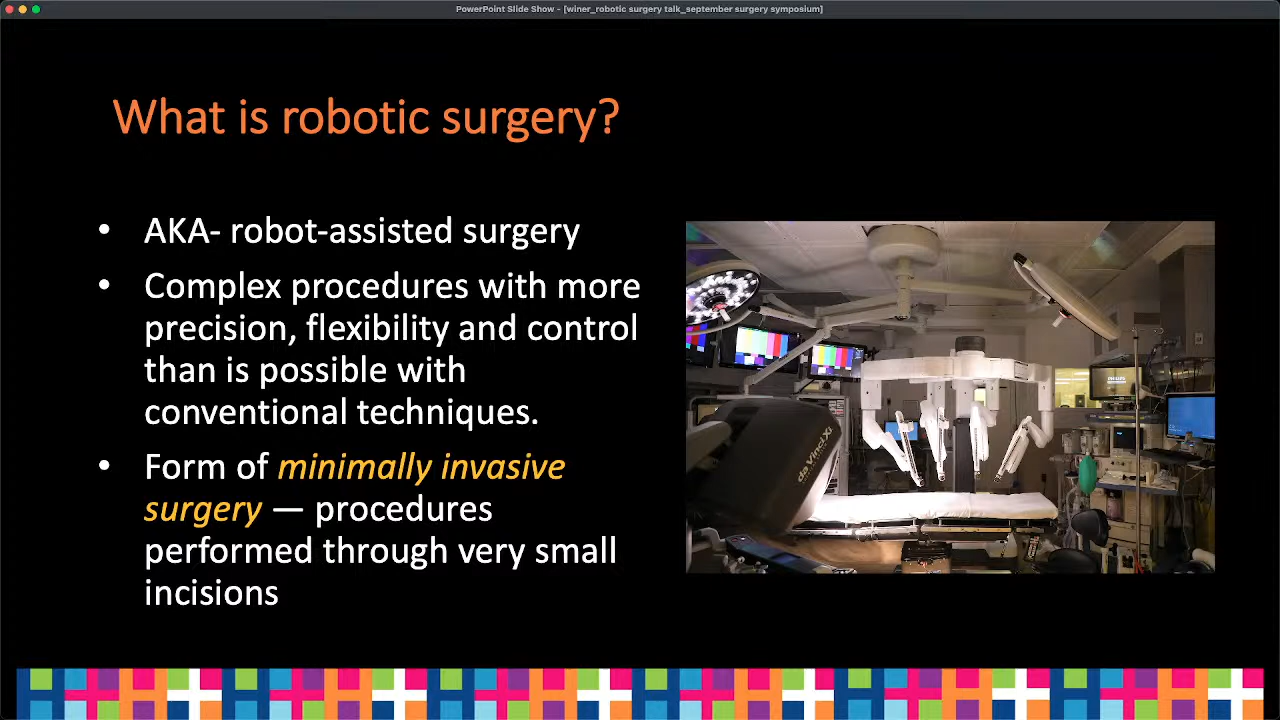 PowerPoint Slide Show - [winer_robotic surgery talk_september surgery symposium]
What is robotic surgery?
• AKA- robot-assisted surgery
• Complex procedures with more
precision, flexibility and control
than is possible with
conventional techniques.
• Form of minimally invasive
surgery — procedures
performed through very small
incisions
da Vinci Xi
PHILIPS